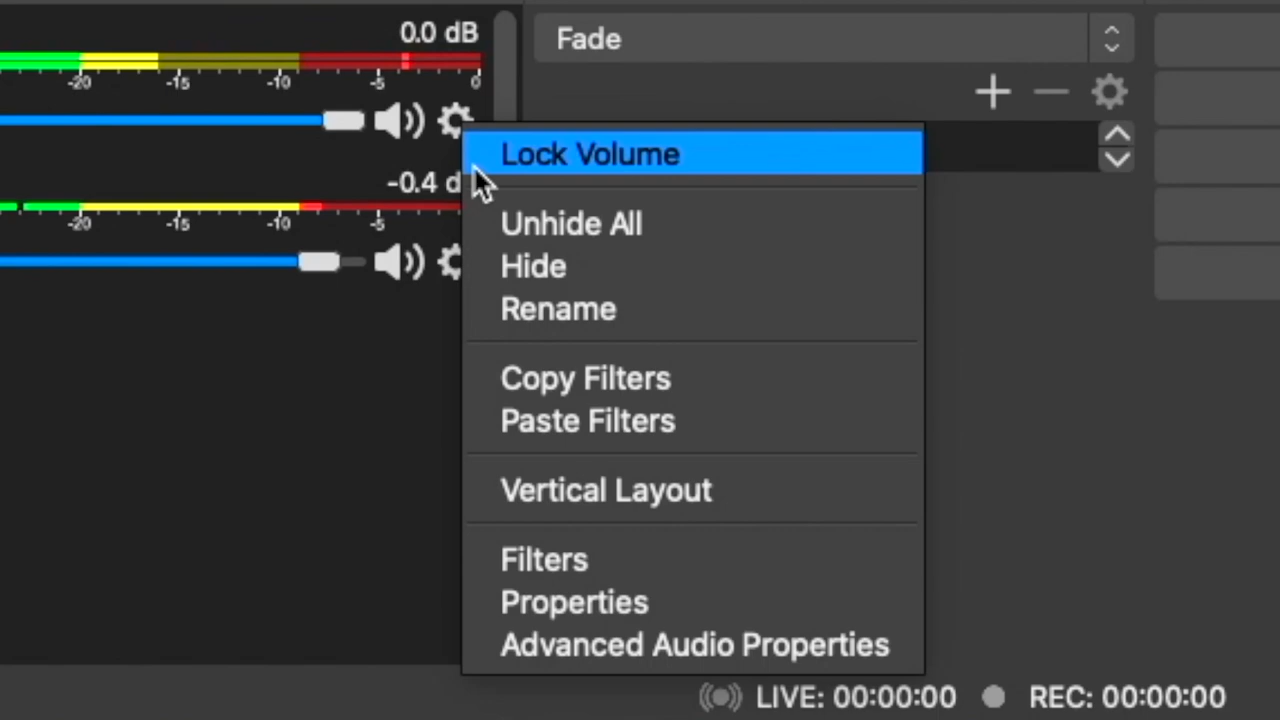 0.0 dB
-20 -15 -10 -5 0
-0.4 d
-20 -15 -10 -5
Fade
Lock Volume
Unhide All
Hide
Rename
Copy Filters
Paste Filters
Vertical Layout
Filters
Properties
Advanced Audio Properties
LIVE: 00:00:00 REC: 00:00:00